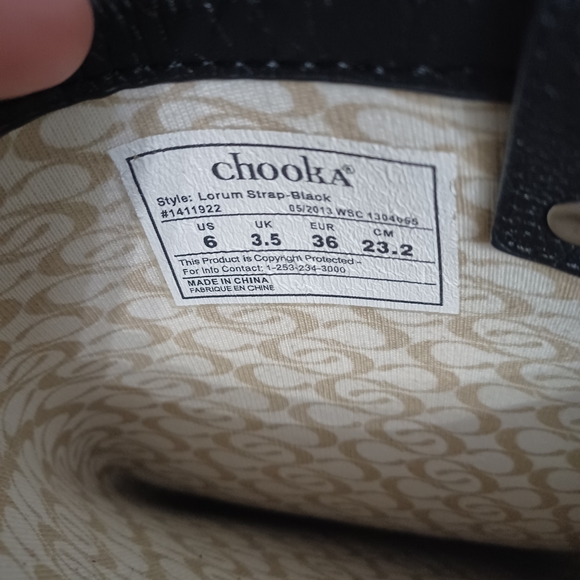 chooka®
Style: Lorum Strap-Black
#1411922 05/2013 WSC 1304065
US UK EUR CM
6 3.5 36 23.2
This Product is Copyright Protected -
For Info Contact: 1-253-234-3000
MADE IN CHINA
FABRIQUE EN CHINE